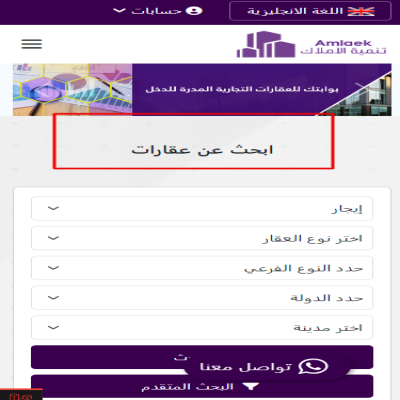 اللغة الانجليزية
حسابات
Amlaek
تنمية الاملاك
بوابتك للعقارات التجارية المدرة للدخل
ابحث عن عقارات
إيجار
اختر نوع العقار
حدد النوع الفرعي
حدد الدولة
اختر مدينة
تواصل معنا
البحث المتقدم